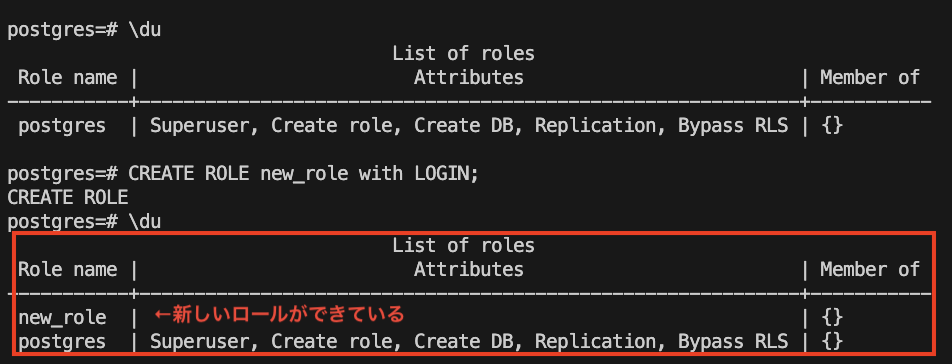 postgres=# \du
List of roles
Role name | Attributes | Member of
-----------+------------------------------------------------------------+-----------
postgres | Superuser, Create role, Create DB, Replication, Bypass RLS | {}
postgres=# CREATE ROLE new_role with LOGIN;
CREATE ROLE
postgres=# \du
List of roles
Role name | Attributes | Member of
-----------+------------------------------------------------------------+-----------
new_role | ←新しいロールができている | {}
postgres | Superuser, Create role, Create DB, Replication, Bypass RLS | {}